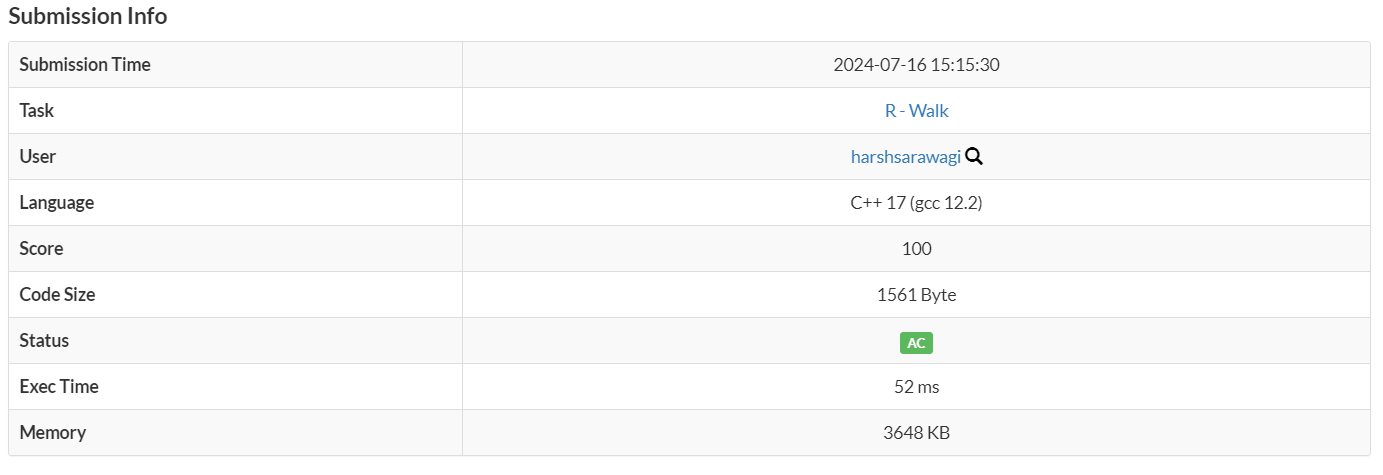 Submission Info
Submission Time 2024-07-16 15:15:30
Task R - Walk
User harshsarawagi
Language C++ 17 (gcc 12.2)
Score 100
Code Size 1561 Byte
Status AC
Exec Time 52 ms
Memory 3648 KB